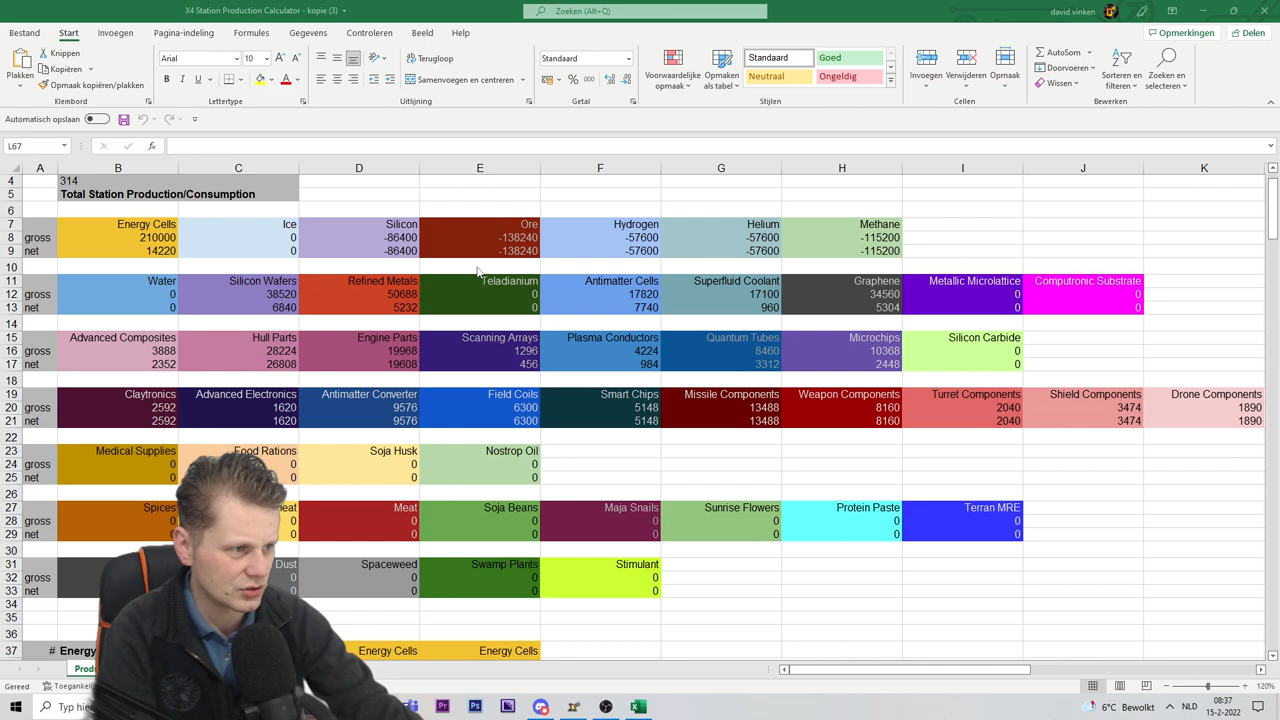 X4 Station Production Calculator - kopie (3)
Zoeken (Alt+Q)
david vinken
Bestand Start Invoegen Pagina-indeling Formules Gegevens Controleren Beeld Help Opmerkingen Delen
Plakken Knippen Kopiëren Opmaak kopiëren/plakken Klembord
Arial 10 B I U A Lettertype
Terugloop Samenvoegen en centreren Uitlijning
Standaard % 000 Getal
Voorwaardelijke opmaak Opmaken als tabel Standaard Goed Neutraal Ongeldig Stijlen
Invoegen Verwijderen Opmaak Cellen
AutoSom Doorvoeren Wissen Sorteren en filteren Zoeken en selecteren Bewerken
Automatisch opslaan
L67 fx
A B C D E F G H I J K
4 314
5 Total Station Production/Consumption
6
7 Energy Cells Ice Silicon Ore Hydrogen Helium Methane
8 gross 210000 0 -86400 -138240 -57600 -57600 -115200
9 net 14220 0 -86400 -138240 -57600 -57600 -115200
10
11 Water Silicon Wafers Refined Metals Teladianium Antimatter Cells Superfluid Coolant Graphene Metallic Microlattice Computronic Substrate
12 gross 0 38520 50688 0 17820 17100 34560 0 0
13 net 0 6840 5232 0 7740 960 5304 0 0
14
15 Advanced Composites Hull Parts Engine Parts Scanning Arrays Plasma Conductors Quantum Tubes Microchips Silicon Carbide
16 gross 3888 28224 19968 1296 4224 8460 10368 0
17 net 2352 26808 19608 456 984 3312 2448 0
18
19 Claytronics Advanced Electronics Antimatter Converter Field Coils Smart Chips Missile Components Weapon Components Turret Components Shield Components Drone Components
20 gross 2592 1620 9576 6300 5148 13488 8160 2040 3474 1890
21 net 2592 1620 9576 6300 5148 13488 8160 2040 3474 1890
22
23 Medical Supplies Food Rations Soja Husk Nostrop Oil
24 gross 0 0 0 0
25 net 0 0 0 0
26
27 Spices Meat Soja Beans Maja Snails Sunrise Flowers Protein Paste Terran MRE
28 gross 0 0 0 0 0 0 0
29 net 0 0 0 0 0 0 0
30
31 Dust Spaceweed Swamp Plants Stimulant
32 gross 0 0 0 0
33 net 0 0 0 0
34
35
36
37 # Energy Cells Energy Cells
Gereed 120%
6°C Bewolkt NLD 08:37
15-2-2022